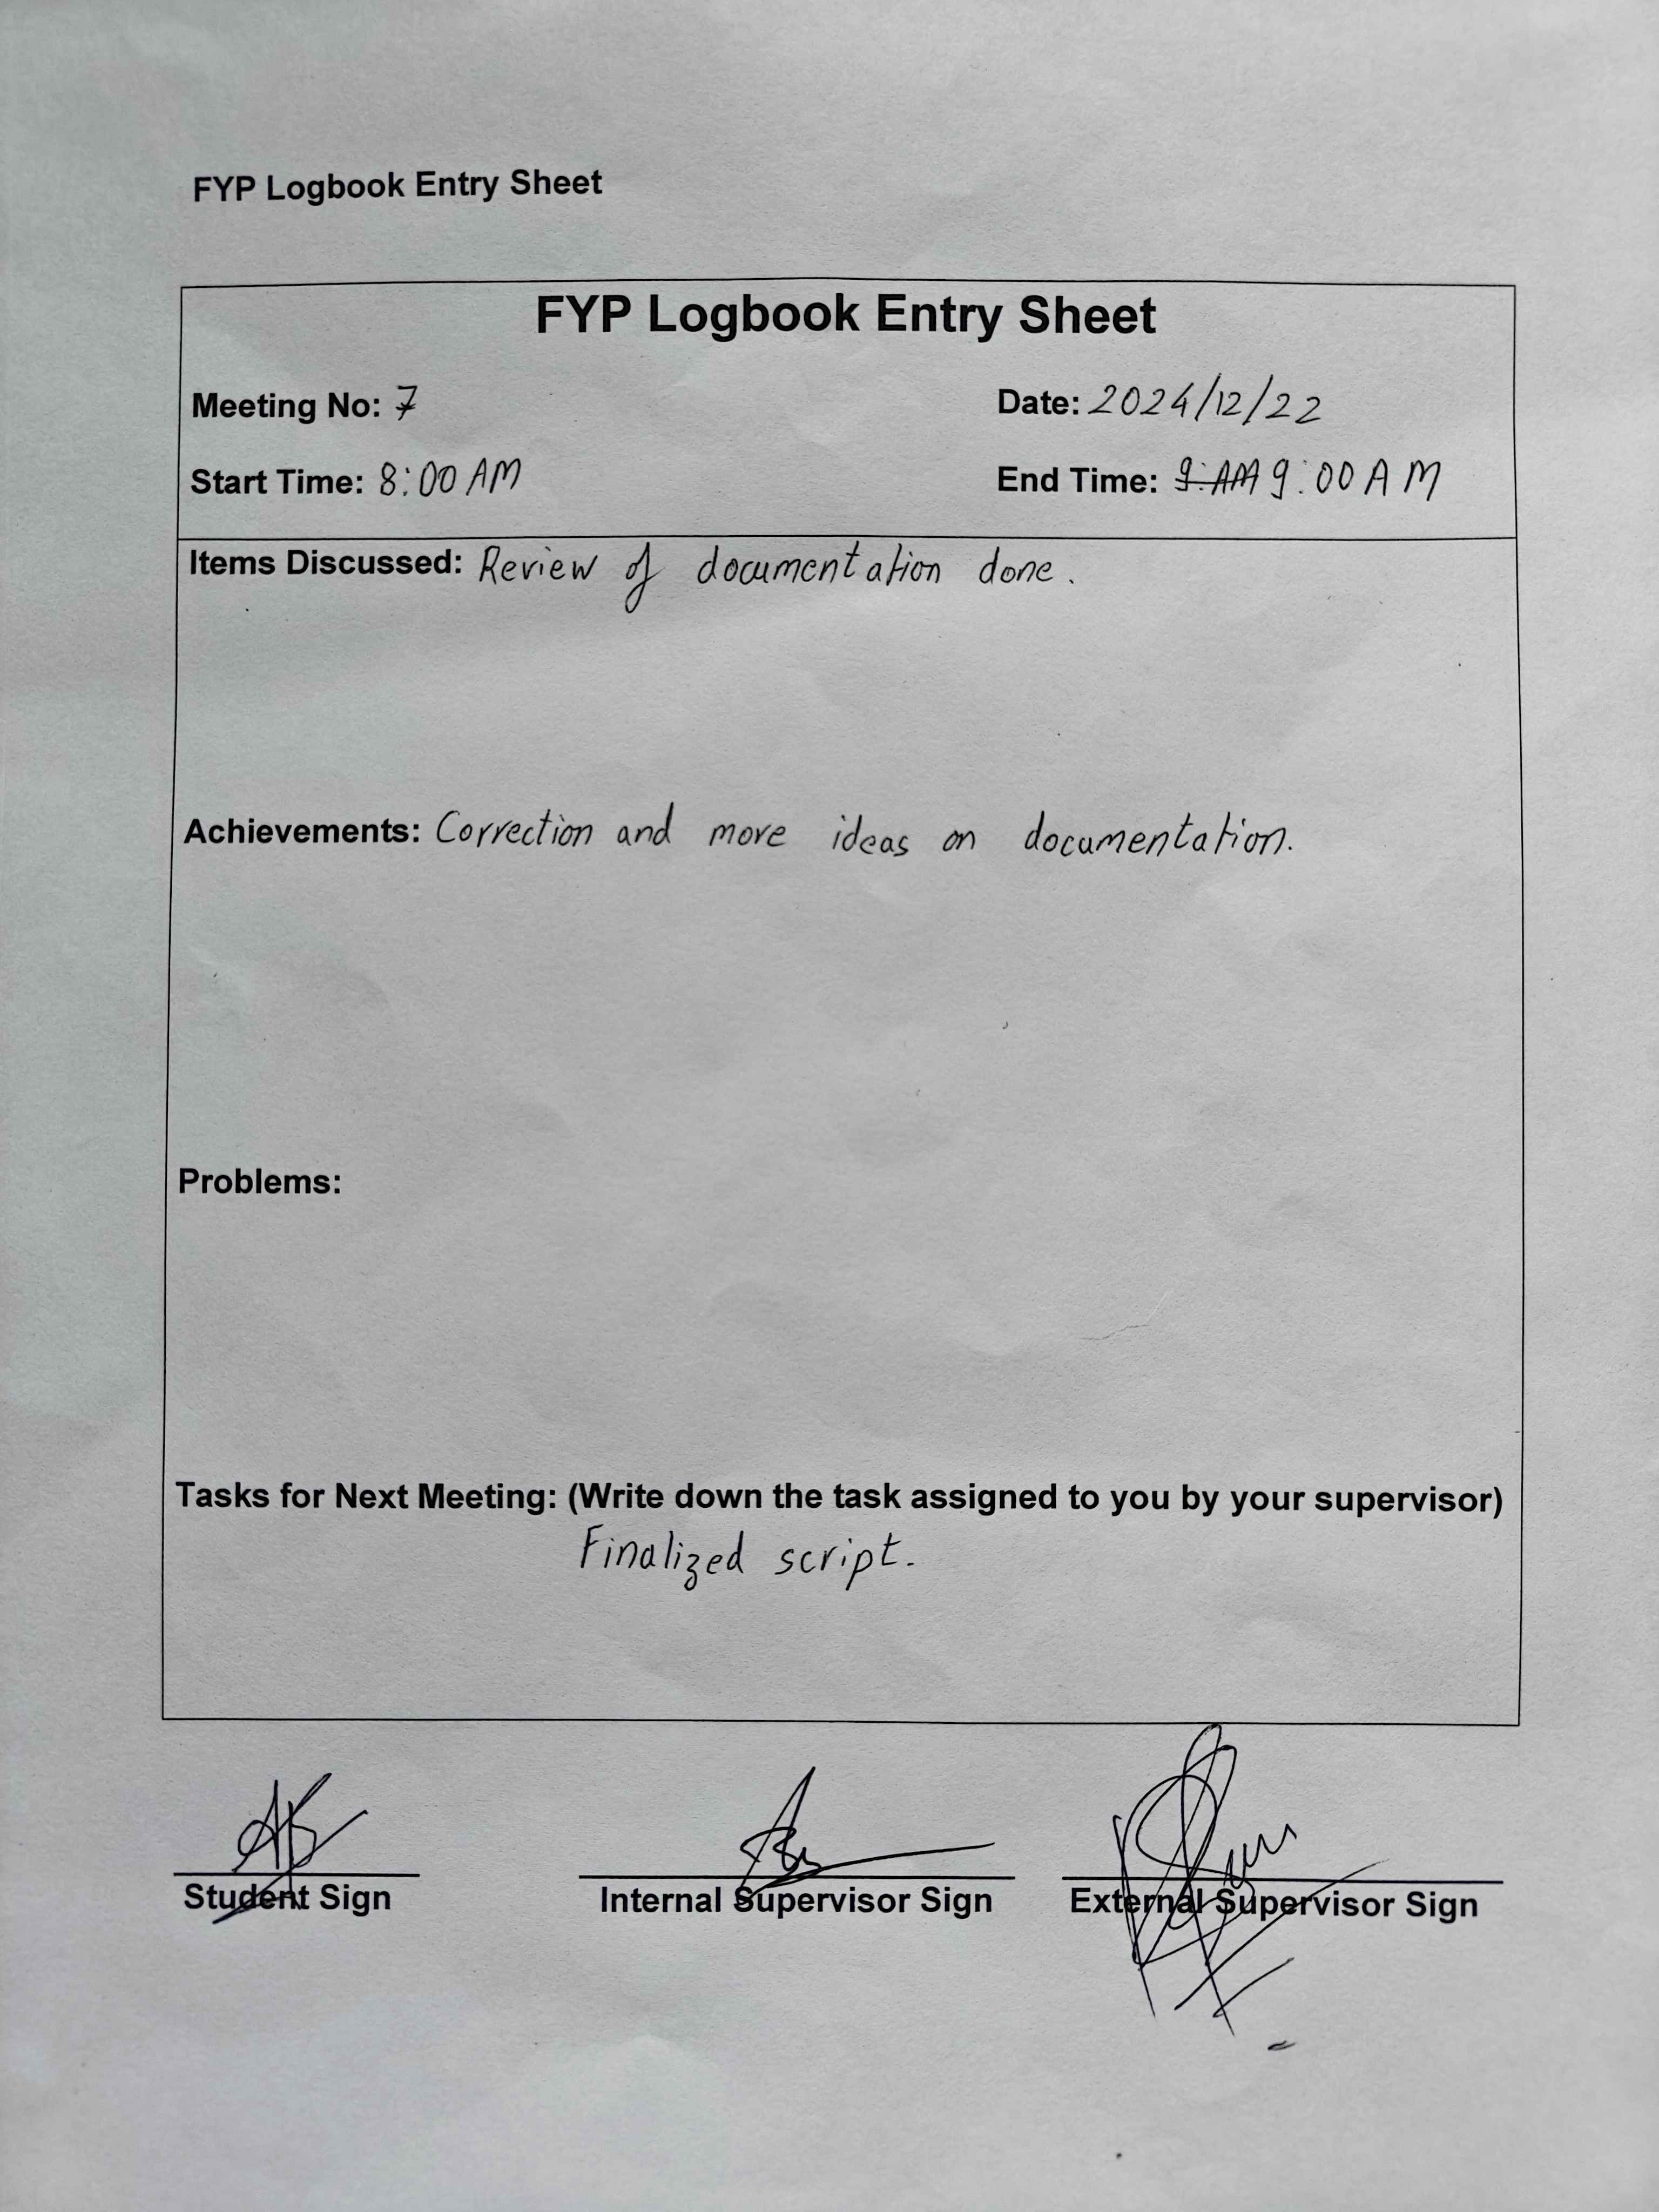 FYP Logbook Entry Sheet
FYP Logbook Entry Sheet
Meeting No: 7 Date: 2024/12/22
Start Time: 8:00 AM End Time: 9:AM 9:00 AM
Items Discussed: Review of documentation done.
Achievements: Correction and more ideas on documentation.
Problems:
Tasks for Next Meeting: (Write down the task assigned to you by your supervisor)
Finalized script.
Student Sign Internal Supervisor Sign External Supervisor Sign